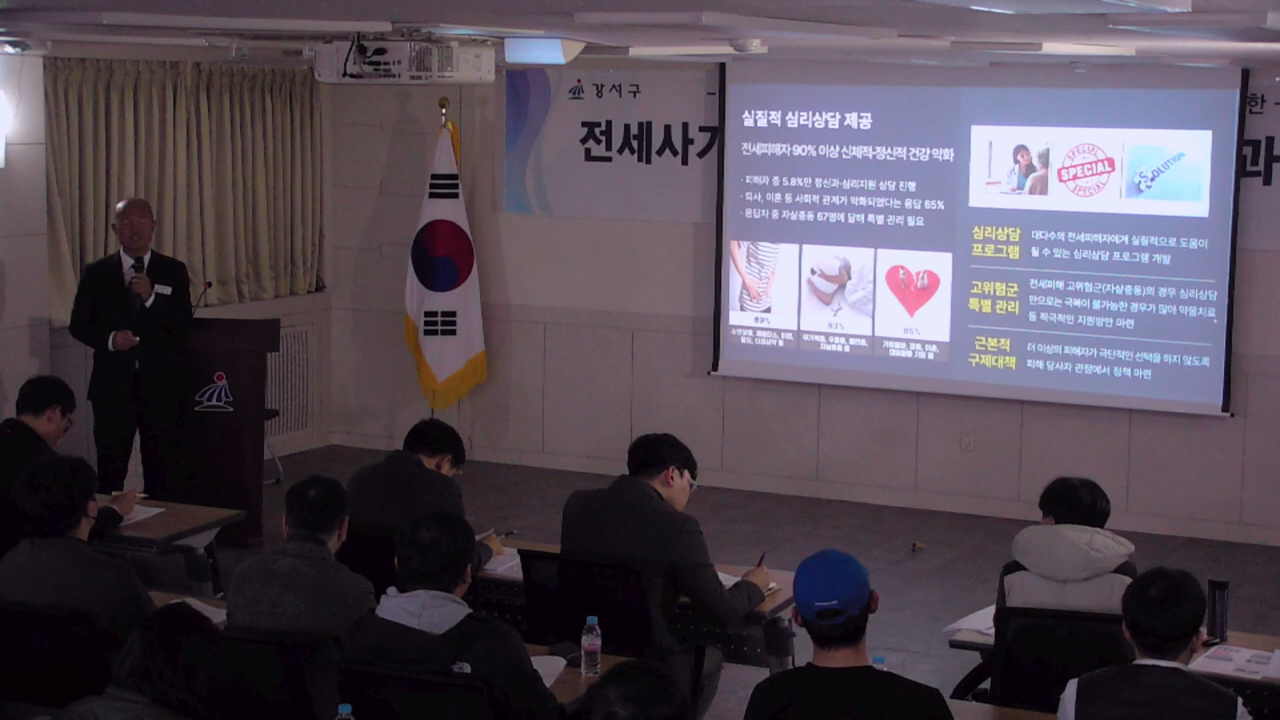 강서구
전세사기
한
과
실질적 심리상담 제공
전세피해자 90% 이상 신체적·정신적 건강 악화
· 피해자 중 5.8%만 정신과·심리지원 상담 진행
· 퇴사, 이혼 등 사회적 관계가 악화되었다는 응답 65%
· 응답자 중 자살충동 67명에 달해 특별 관리 필요
89%
93%
65%
SPECIAL
SPECIAL
SPECIAL
SOLUTION
심리상담
프로그램
대다수의 전세피해자에게 실질적으로 도움이
될 수 있는 심리상담 프로그램 개발
고위험군
특별 관리
전세피해 고위험군(자살충동)의 경우 심리상담
만으로는 극복이 불가능한 경우가 많아 약물치료
등 적극적인 지원방안 마련
근본적
구제대책
더 이상의 피해자가 극단적인 선택을 하지 않도록
피해 당사자 관점에서 정책 마련